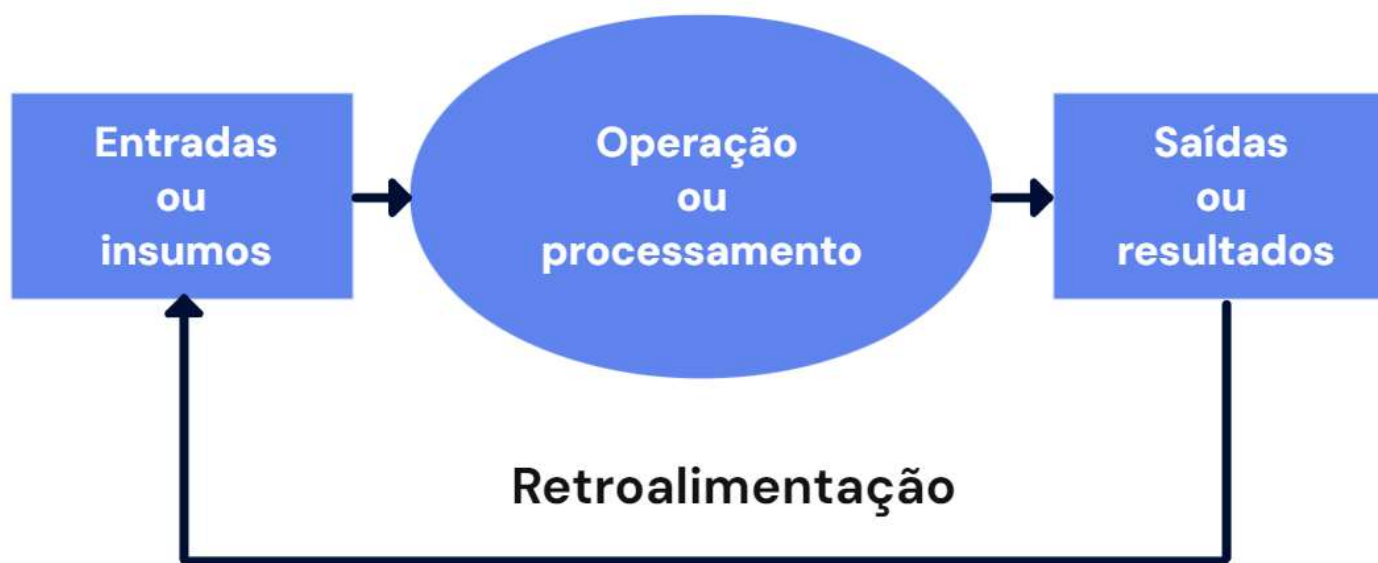 Entradas
ou
insumos
Operação
ou
processamento
Saídas
ou
resultados
Retroalimentação